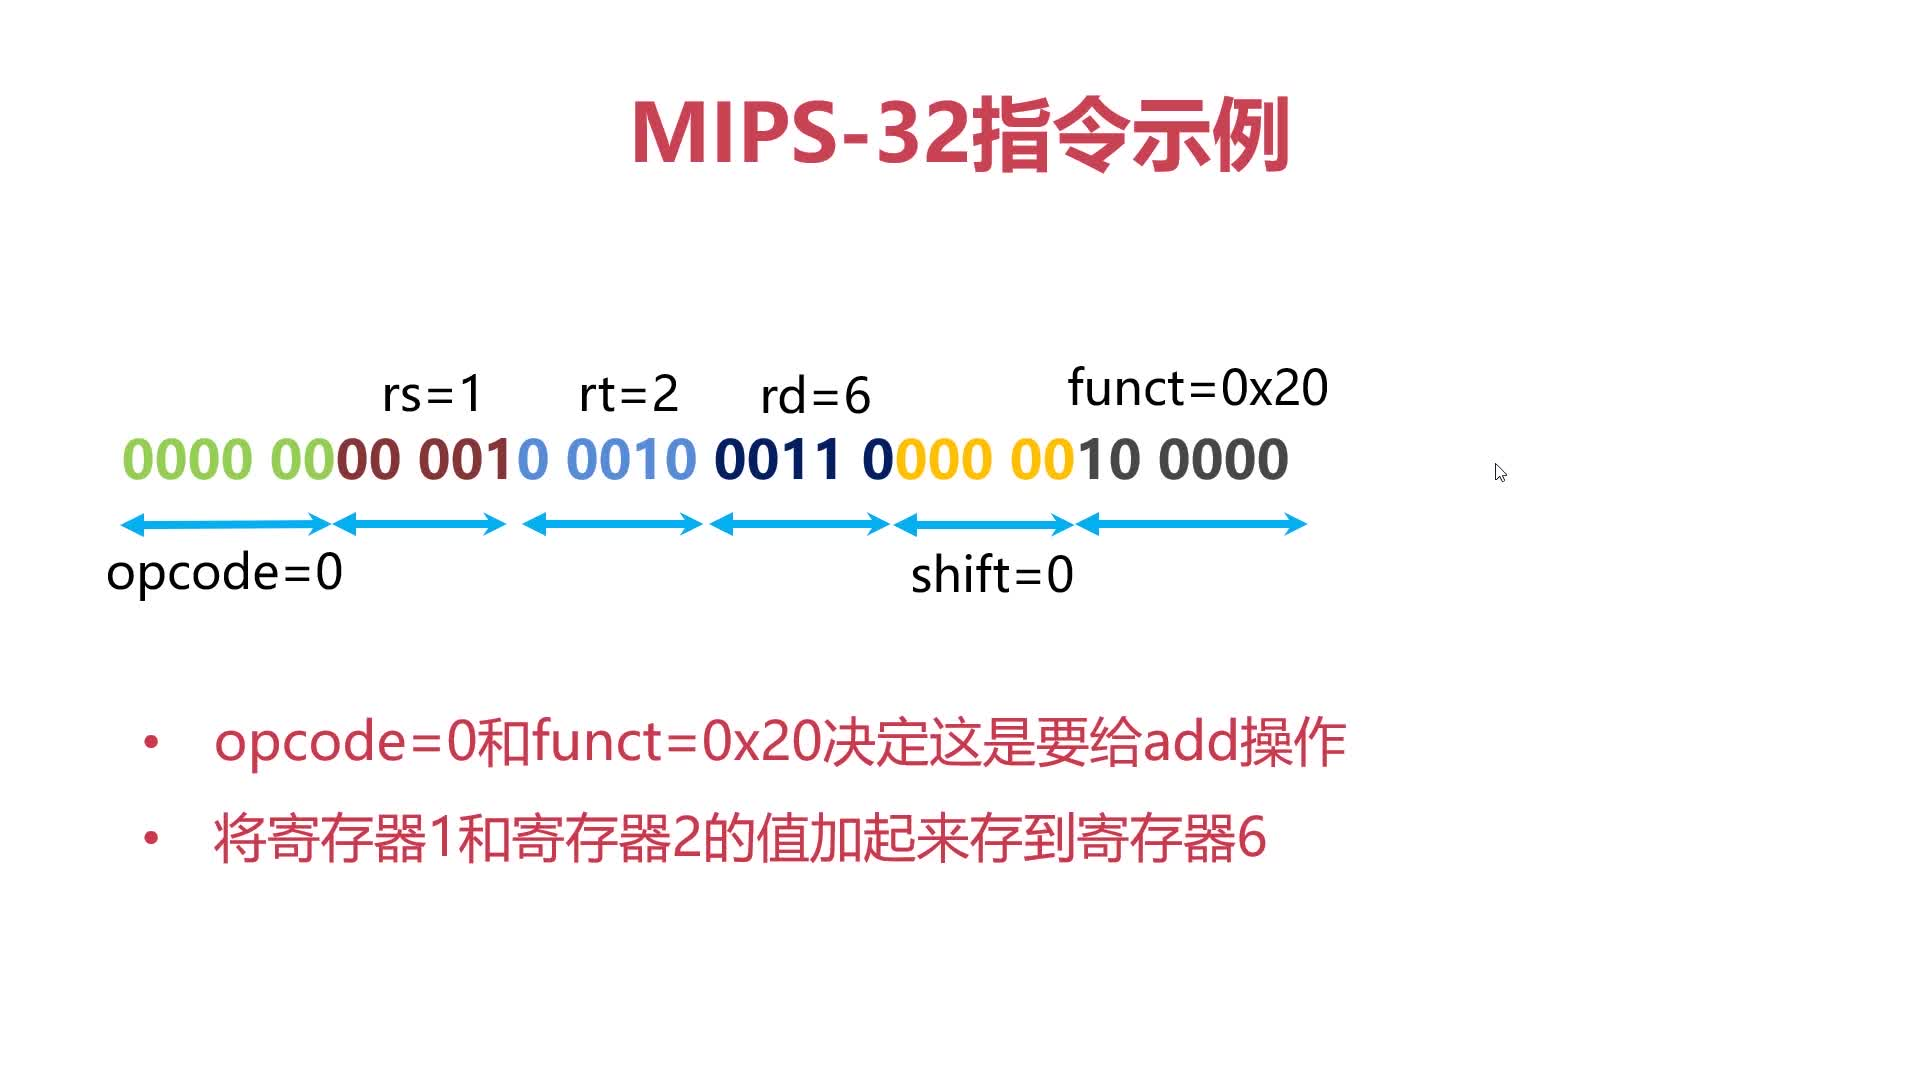 MIPS-32指令示例
rs=1 rt=2 rd=6 funct=0x20
0000 0000 0010 0010 0011 0000 0010 0000
opcode=0 shift=0
• opcode=0和funct=0x20决定这是要给add操作
• 将寄存器1和寄存器2的值加起来存到寄存器6